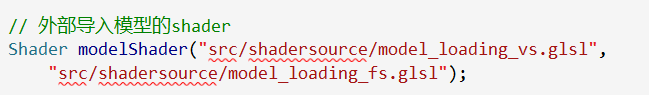 // 外部导入模型的shader
Shader modelShader("src/shadersource/model_loading_vs.glsl",
"src/shadersource/model_loading_fs.glsl");